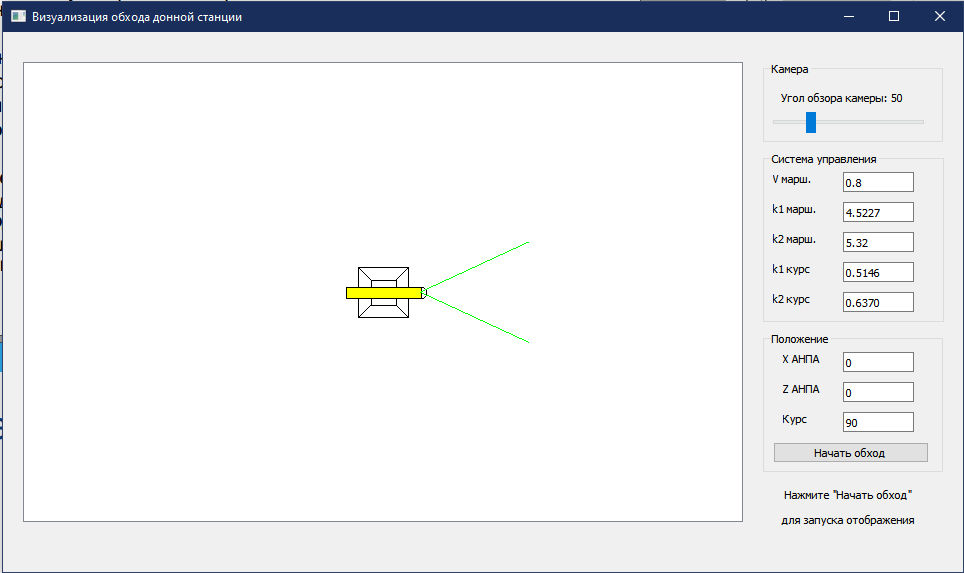 Визуализация обхода донной станции
Камера
Угол обзора камеры: 50
Система управления
V марш.
0.8
k1 марш.
4.5227
k2 марш.
5.32
k1 курс
0.5146
k2 курс
0.6370
Положение
X АНПА
0
Z АНПА
0
Курс
90
Начать обход
Нажмите "Начать обход"
для запуска отображения